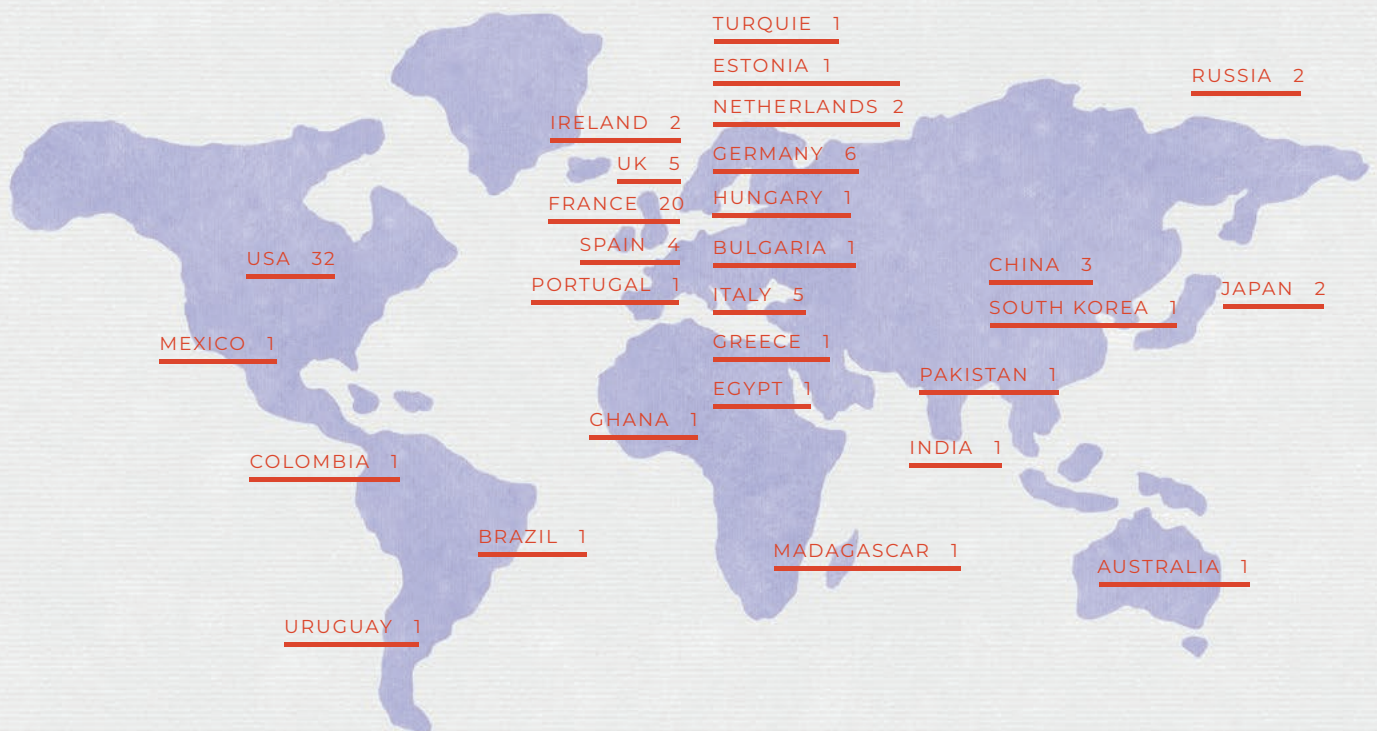 TURQUIE 1
ESTONIA 1
RUSSIA 2
NETHERLANDS 2
IRELAND 2
GERMANY 6
UK 5
HUNGARY 1
FRANCE 20
SPAIN 4
BULGARIA 1
USA 32
CHINA 3
PORTUGAL 1
ITALY 5
JAPAN 2
SOUTH KOREA 1
MEXICO 1
GREECE 1
PAKISTAN 1
EGYPT 1
GHANA 1
INDIA 1
COLOMBIA 1
BRAZIL 1
MADAGASCAR 1
AUSTRALIA 1
URUGUAY 1